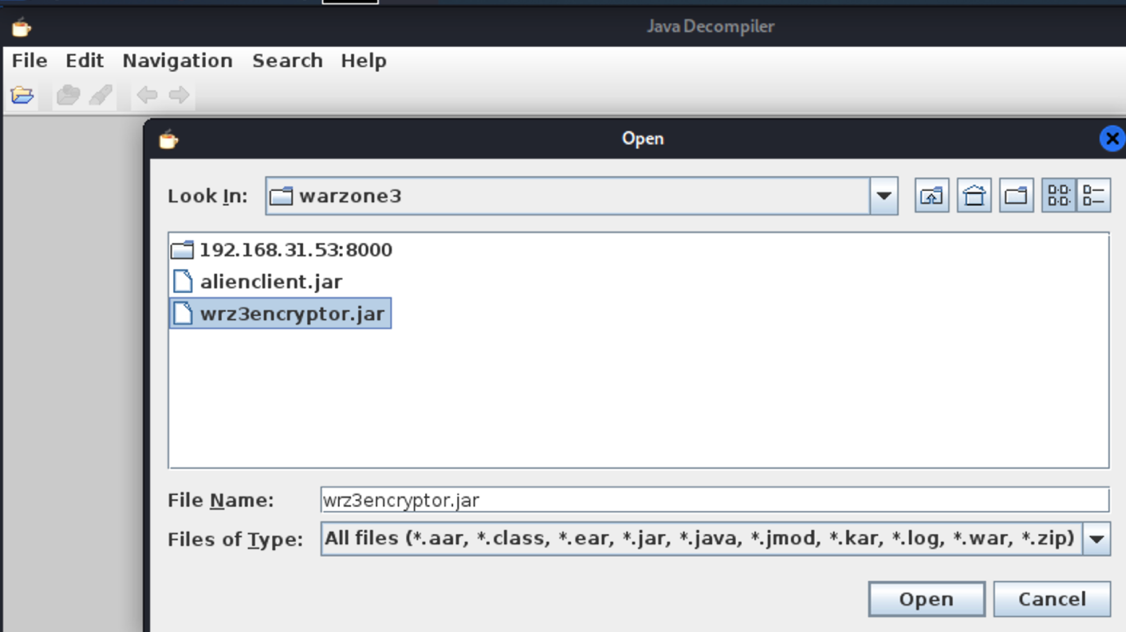 Java Decompiler
File Edit Navigation Search Help
Open
Look In: warzone3
192.168.31.53:8000
alienclient.jar
wrz3encryptor.jar
File Name: wrz3encryptor.jar
Files of Type: All files (*.aar, *.class, *.ear, *.jar, *.java, *.jmod, *.kar, *.log, *.war, *.zip)
Open Cancel